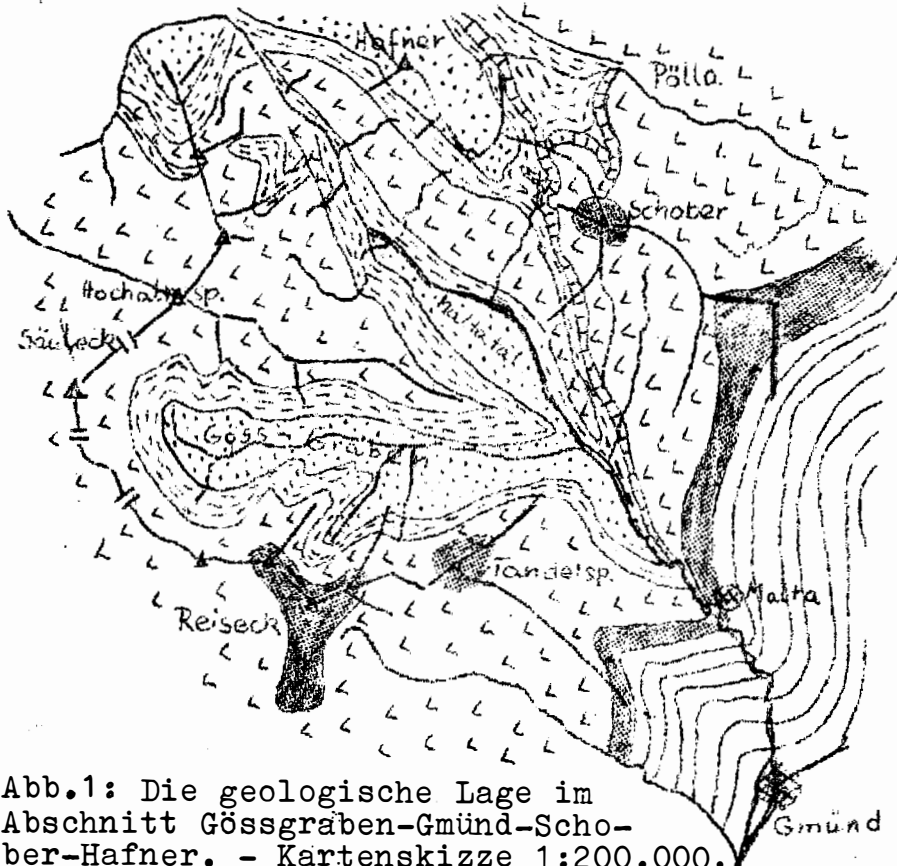 Hafner
Pölla
Schober
Hochalmsp.
Säuleck
Maltatal
Göss-Graben
Tandelsp.
Malta
Reiseck
Gmünd
Abb.1: Die geologische Lage im
Abschnitt Gössgraben-Gmünd-Scho-
ber-Hafner. - Kartenskizze 1:200.000.